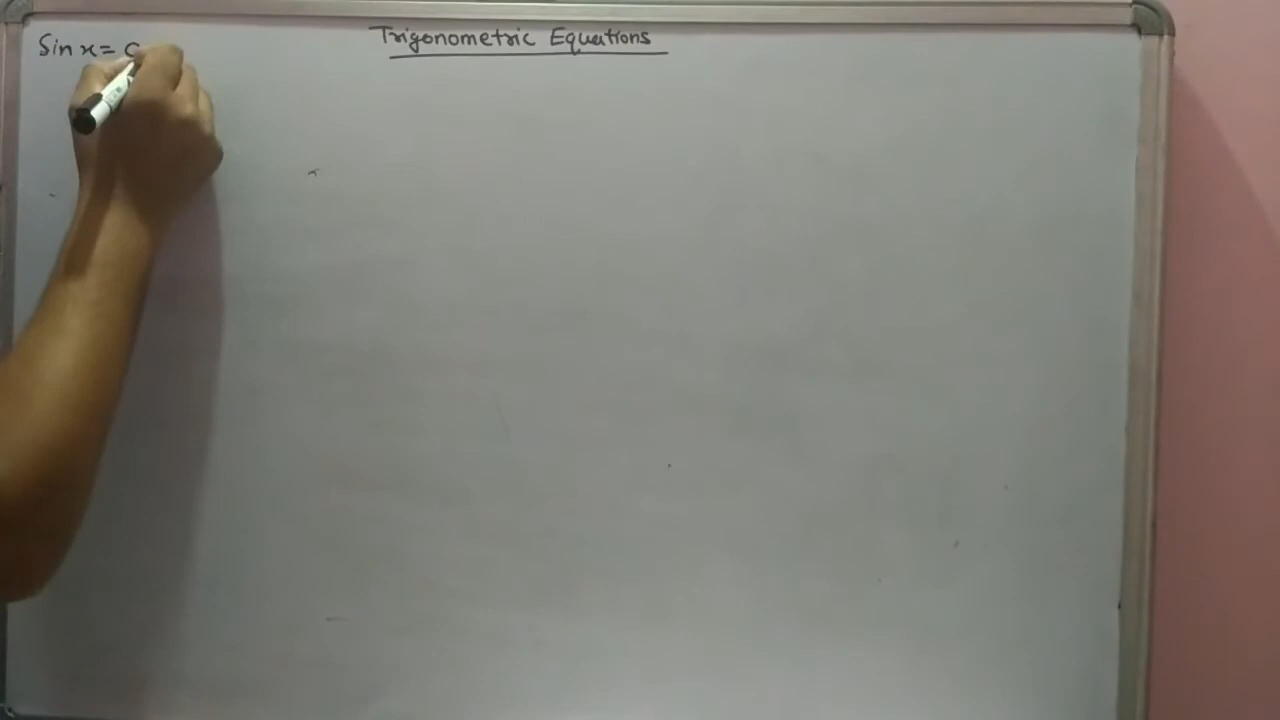 Trigonometric Equations
Sin x =